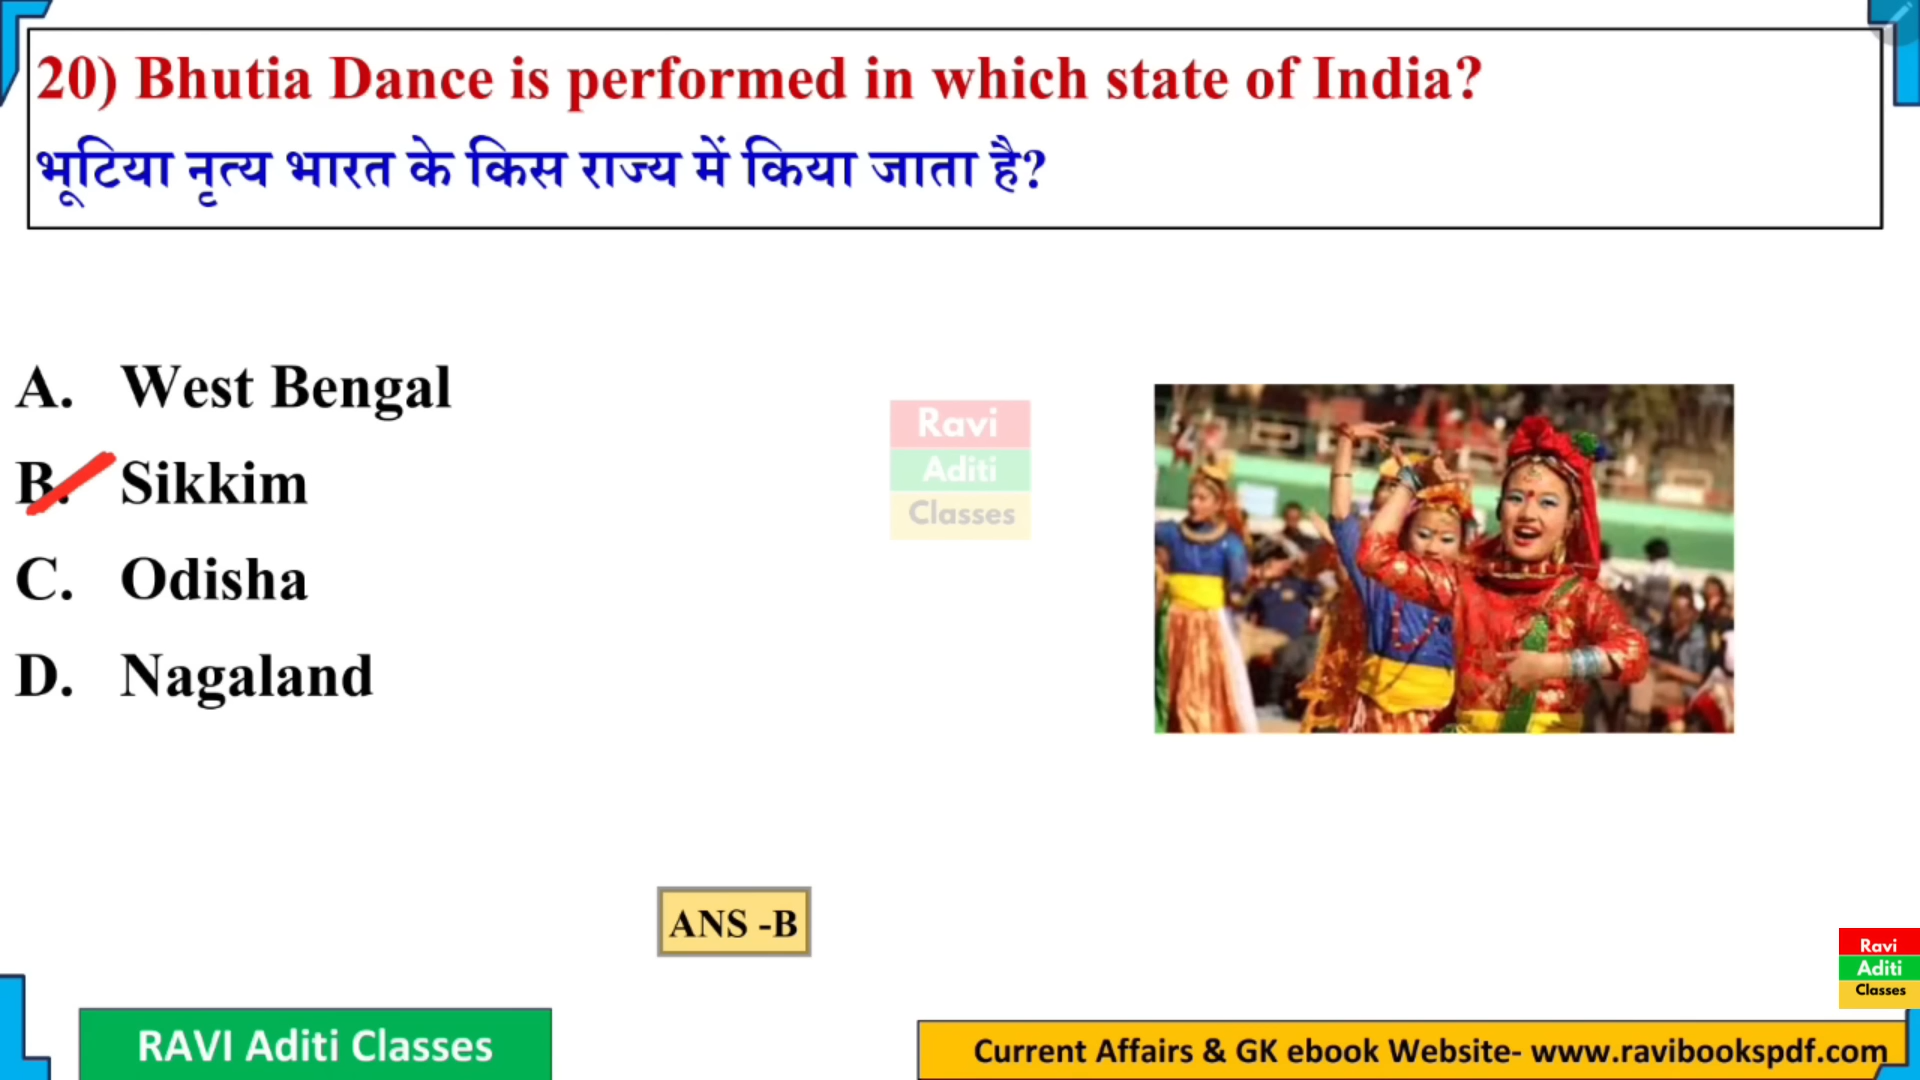 20) Bhutia Dance is performed in which state of India?
भूटिया नृत्य भारत के किस राज्य में किया जाता है?
A. West Bengal
B. Sikkim
C. Odisha
D. Nagaland
Ravi
Aditi
Classes
ANS -B
Ravi
Aditi
Classes
RAVI Aditi Classes
Current Affairs & GK ebook Website- www.ravibookspdf.com